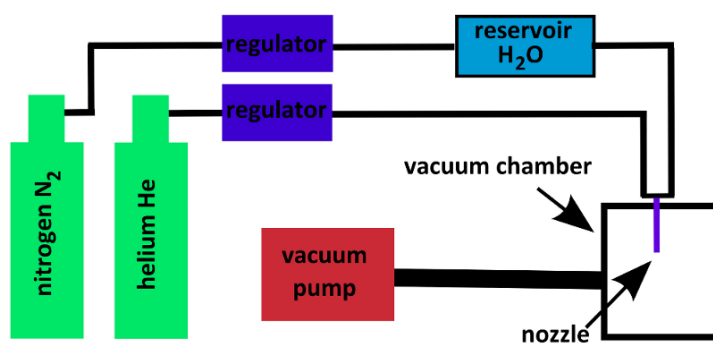 regulator
reservoir
H₂O
regulator
nitrogen N₂
helium He
vacuum chamber
vacuum
pump
nozzle